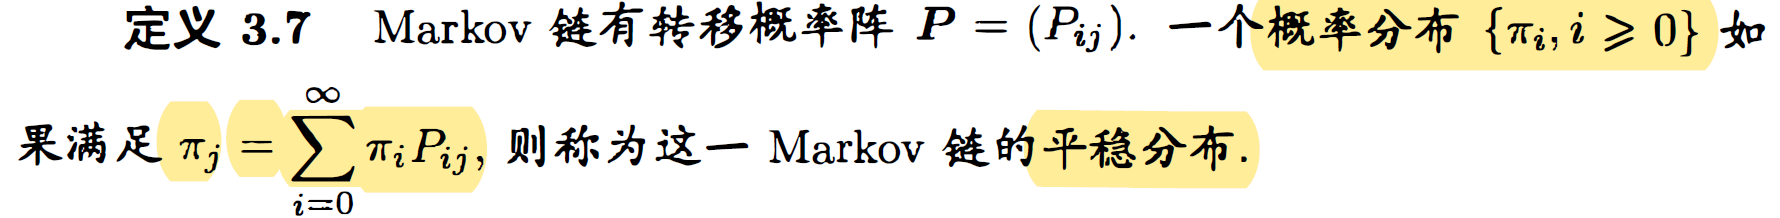 定义 3.7 Markov 链有转移概率阵 P = (P_{ij}). 一个概率分布 {π_i, i ⩾ 0} 如
果满足 π_j = \sum_{i=0}^{∞} π_i P_{ij}, 则称为这一 Markov 链的平稳分布.